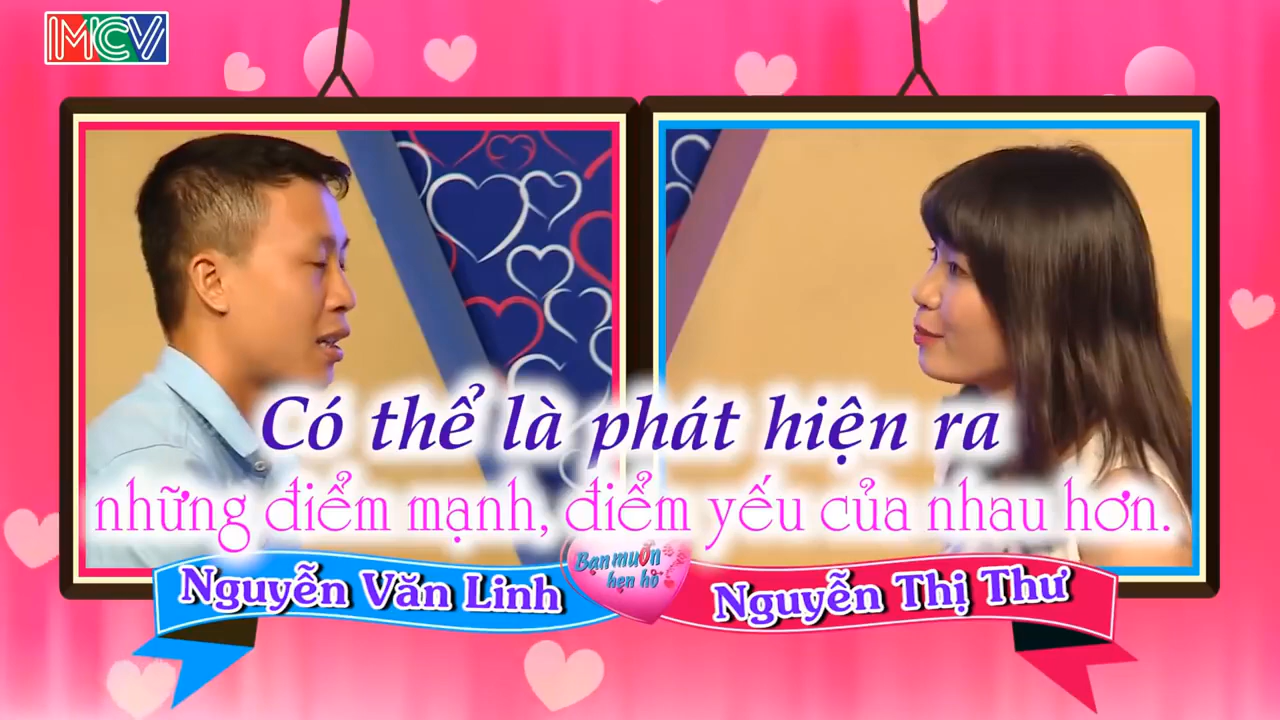 MCV
Có thể là phát hiện ra
những điểm mạnh, điểm yếu của nhau hơn.
Bạn muốn
hẹn hò
Nguyễn Văn Linh
Nguyễn Thị Thư